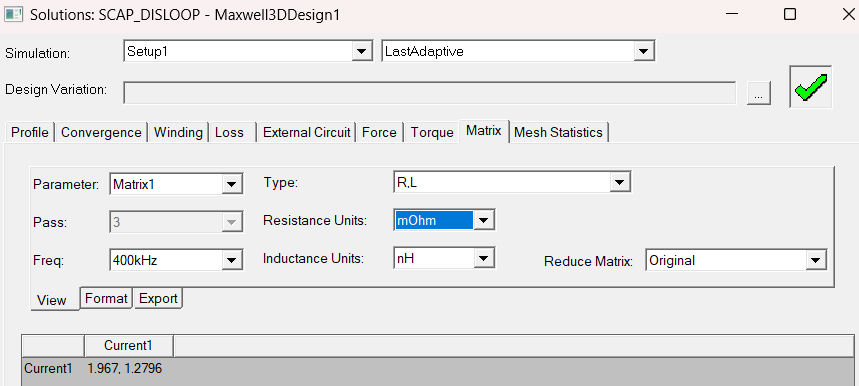 Solutions: SCAP_DISLOOP - Maxwell3DDesign1
Simulation: Setup1 LastAdaptive
Design Variation: ...
Profile Convergence Winding Loss External Circuit Force Torque Matrix Mesh Statistics
Parameter: Matrix1 Type: R,L
Pass: 3 Resistance Units: mOhm
Freq: 400kHz Inductance Units: nH Reduce Matrix: Original
View Format Export
Current1
Current1 1.967, 1.2796